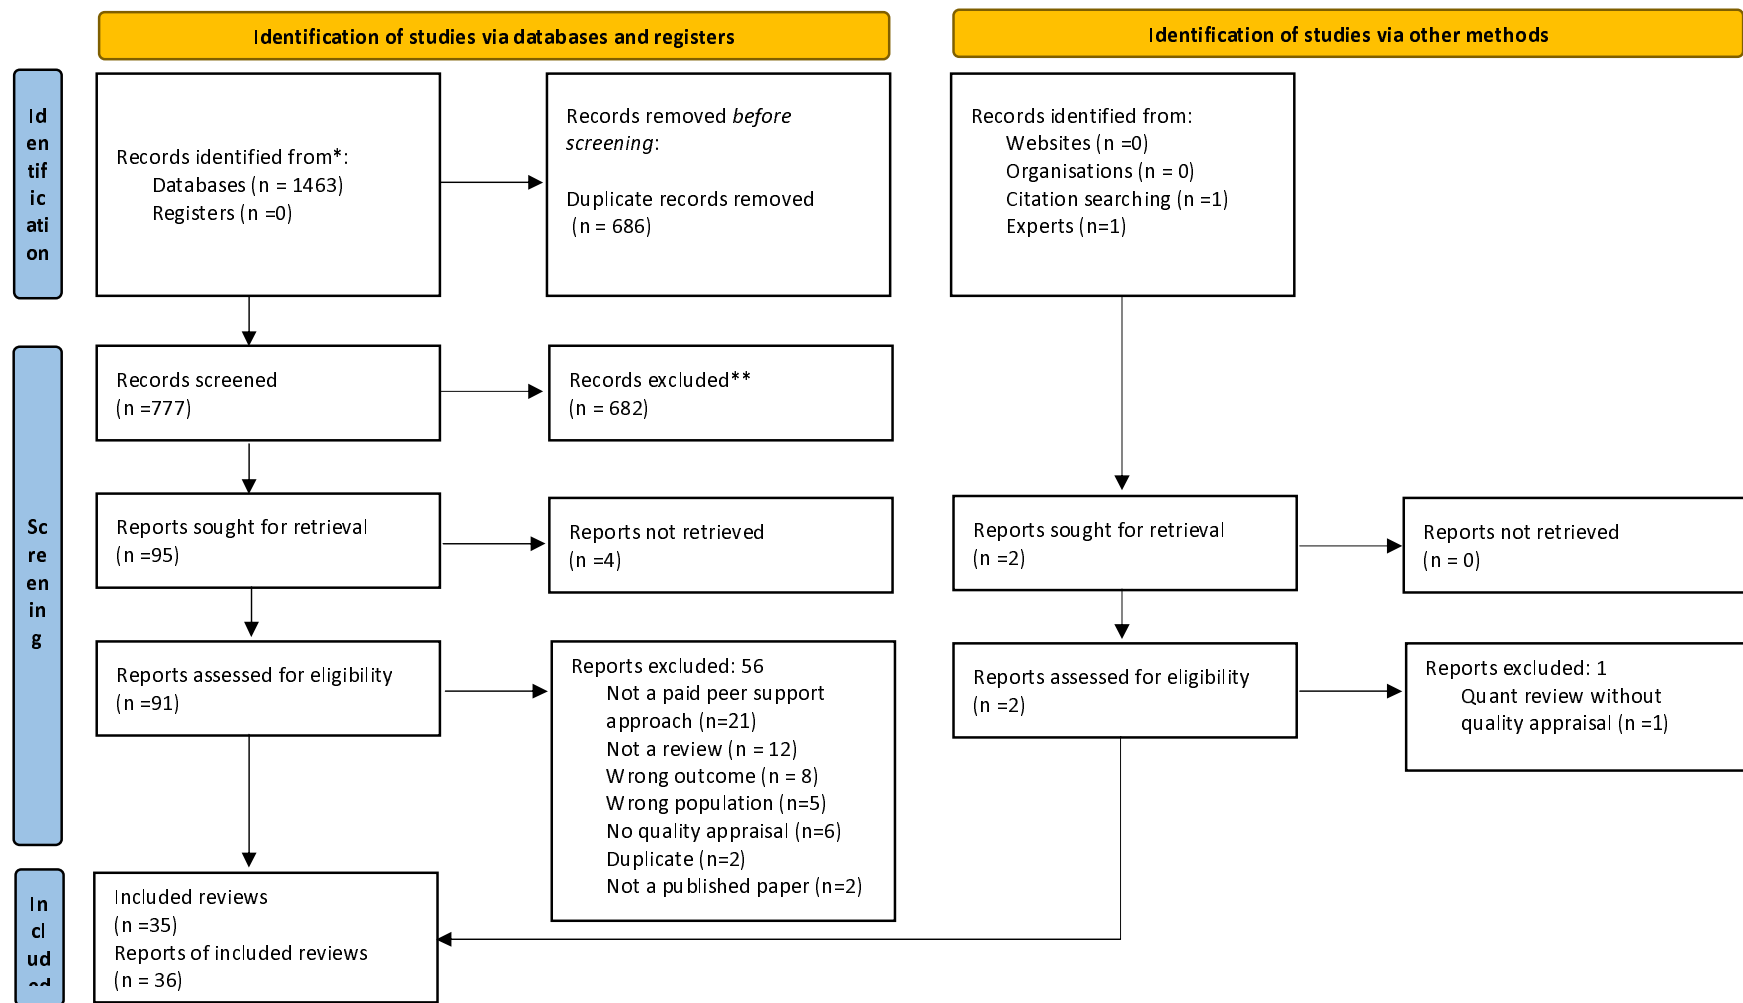 Identification of studies via databases and registers
Identification of studies via other methods
Id
en
tif
ic
ati
on
Records identified from*:
Databases (n = 1463)
Registers (n =0)
Records removed before
screening:
Duplicate records removed
(n = 686)
Records identified from:
Websites (n =0)
Organisations (n = 0)
Citation searching (n =1)
Experts (n=1)
Sc
re
en
in
g
Records screened
(n =777)
Records excluded**
(n = 682)
Reports sought for retrieval
(n =95)
Reports not retrieved
(n =4)
Reports sought for retrieval
(n =2)
Reports not retrieved
(n = 0)
Reports assessed for eligibility
(n =91)
Reports excluded: 56
Not a paid peer support
approach (n=21)
Not a review (n = 12)
Wrong outcome (n = 8)
Wrong population (n=5)
No quality appraisal (n=6)
Duplicate (n=2)
Not a published paper (n=2)
Reports assessed for eligibility
(n =2)
Reports excluded: 1
Quant review without
quality appraisal (n =1)
In
cl
ud
ed
Included reviews
(n =35)
Reports of included reviews
(n = 36)